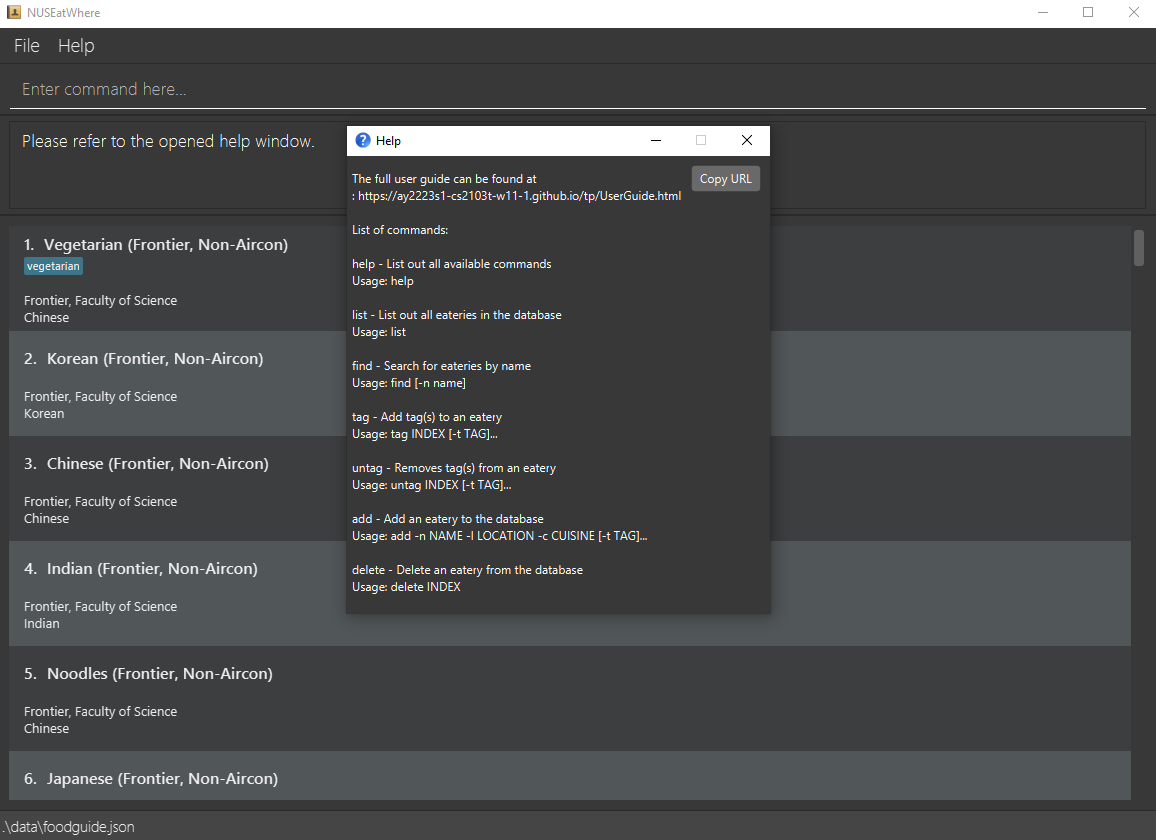 NUSEatWhere
File Help
Enter command here...
Please refer to the opened help window.
Help
The full user guide can be found at
: https://ay2223s1-cs2103t-w11-1.github.io/tp/UserGuide.html
Copy URL
List of commands:
help - List out all available commands
Usage: help
list - List out all eateries in the database
Usage: list
find - Search for eateries by name
Usage: find [-n name]
tag - Add tag(s) to an eatery
Usage: tag INDEX [-t TAG]...
untag - Removes tag(s) from an eatery
Usage: untag INDEX [-t TAG]...
add - Add an eatery to the database
Usage: add -n NAME -l LOCATION -c CUISINE [-t TAG]...
delete - Delete an eatery from the database
Usage: delete INDEX
1. Vegetarian (Frontier, Non-Aircon)
vegetarian
Frontier, Faculty of Science
Chinese
2. Korean (Frontier, Non-Aircon)
Frontier, Faculty of Science
Korean
3. Chinese (Frontier, Non-Aircon)
Frontier, Faculty of Science
Chinese
4. Indian (Frontier, Non-Aircon)
Frontier, Faculty of Science
Indian
5. Noodles (Frontier, Non-Aircon)
Frontier, Faculty of Science
Chinese
6. Japanese (Frontier, Non-Aircon)
.\data\foodguide.json